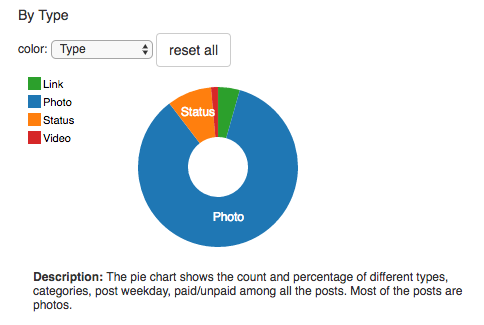 By Type
color: Type reset all
Link
Photo
Status
Video
Status
Photo
Description: The pie chart shows the count and percentage of different types,
categories, post weekday, paid/unpaid among all the posts. Most of the posts are
photos.